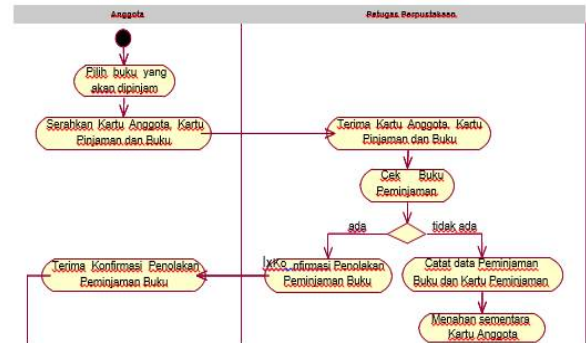 Anggota
Petugas Perpustakaan
Pilih buku yang
akan dipinjam
Serahkan Kartu Anggota, Kartu
Pinjaman dan Buku
Terima Kartu Anggota, Kartu
Pinjaman dan Buku
Cek Buku
Peminjaman
ada
tidak ada
Terima Konfirmasi Penolakan
Peminjaman Buku
IxKo nfirmasi Penolakan
Peminjaman Buku
Catat data Peminjaman
Buku dan Kartu Peminjaman
Menahan sementara
Kartu Anggota